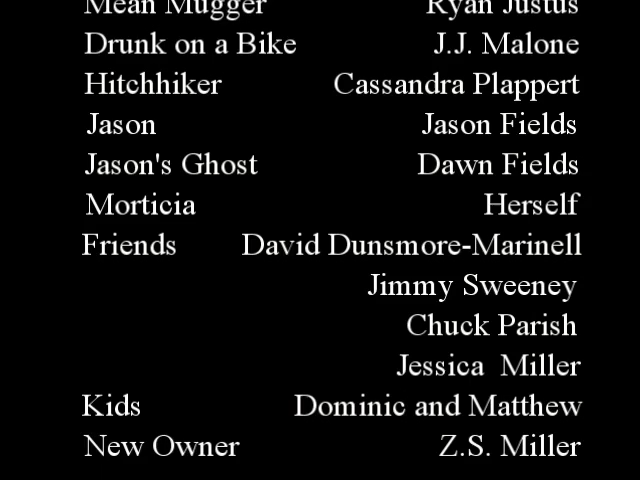 Mean Mugger Ryan Justus
Drunk on a Bike J.J. Malone
Hitchhiker Cassandra Plappert
Jason Jason Fields
Jason's Ghost Dawn Fields
Morticia Herself
Friends David Dunsmore-Marinell
Jimmy Sweeney
Chuck Parish
Jessica  Miller
Kids Dominic and Matthew
New Owner Z.S. Miller